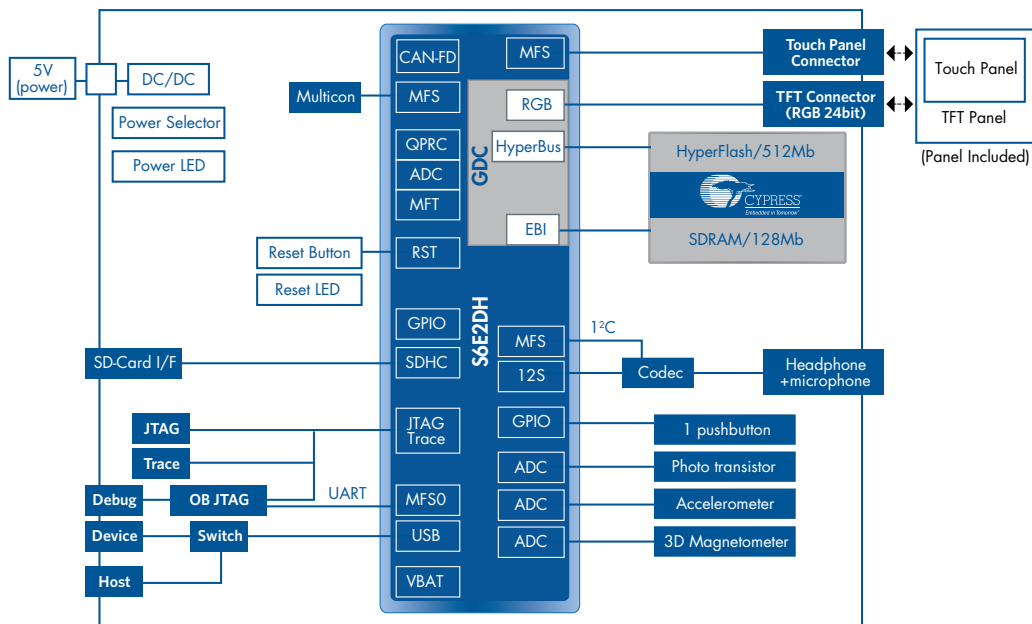 5V
(power)
DC/DC
Power Selector
Power LED
Multicon
Reset Button
Reset LED
SD-Card I/F
JTAG
Trace
Debug
OB JTAG
UART
Device
Switch
Host
CAN-FD
MFS
QPRC
ADC
MFT
RST
GPIO
SDHC
JTAG
Trace
MFS0
USB
VBAT
GDC
S6E2DH
MFS
RGB
HyperBus
EBI
MFS
12S
GPIO
ADC
ADC
ADC
1²C
Codec
Touch Panel
Connector
TFT Connector
(RGB 24bit)
Touch Panel
TFT Panel
(Panel Included)
HyperFlash/512Mb
CYPRESS
Embedded in Tomorrow
SDRAM/128Mb
Headphone
+microphone
1 pushbutton
Photo transistor
Accelerometer
3D Magnetometer